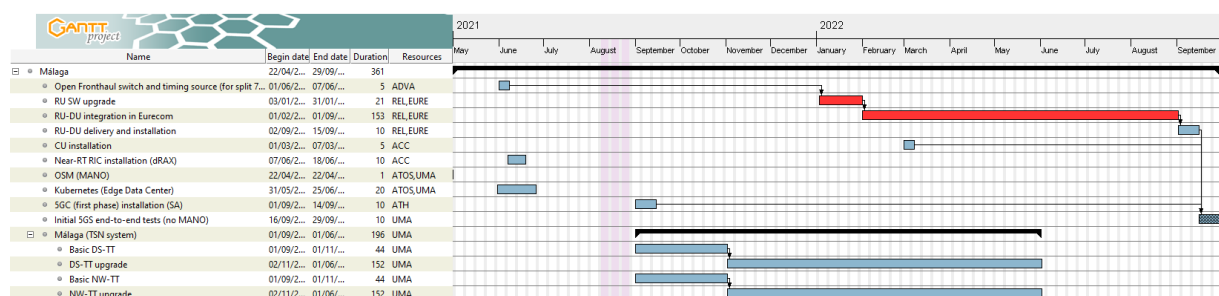 GANTT project
2021 2022
Name Begin date End date Duration Resources May June July August September October November December January February March April May June July August September
Málaga 22/04/2... 29/09/... 361
Open Fronthaul switch and timing source (for split 7... 01/06/2... 07/06/... 5 ADVA
RU SW upgrade 03/01/2... 31/01/... 21 REL,EURE
RU-DU integration in Eurecom 01/02/2... 01/09/... 153 REL,EURE
RU-DU delivery and installation 02/09/2... 15/09/... 10 REL,EURE
CU installation 01/03/2... 07/03/... 5 ACC
Near-RT RIC installation (dRAX) 07/06/2... 18/06/... 10 ACC
OSM (MANO) 22/04/2... 22/04/... 1 ATOS,UMA
Kubernetes (Edge Data Center) 31/05/2... 25/06/... 20 ATOS,UMA
5GC (first phase) installation (SA) 01/09/2... 14/09/... 10 ATH
Initial 5GS end-to-end tests (no MANO) 16/09/2... 29/09/... 10 UMA
Málaga (TSN system) 01/09/2... 01/06/... 196 UMA
Basic DS-TT 01/09/2... 01/11/... 44 UMA
DS-TT upgrade 02/11/2... 01/06/... 152 UMA
Basic NW-TT 01/09/2... 01/11/... 44 UMA
NW-TT upgrade 02/11/2... 01/06/... 152 UMA